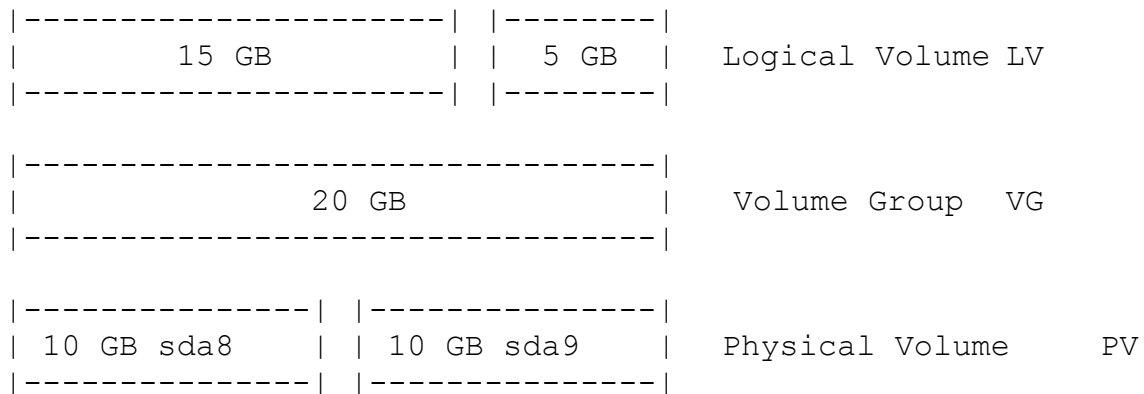 |----------------------| |--------|
| 15 GB | | 5 GB | Logical Volume LV
|----------------------| |--------|
|---------------------------------|
| 20 GB | Volume Group VG
|---------------------------------|
|---------------| |---------------|
| 10 GB sda8 | | 10 GB sda9 | Physical Volume PV
|---------------| |---------------|